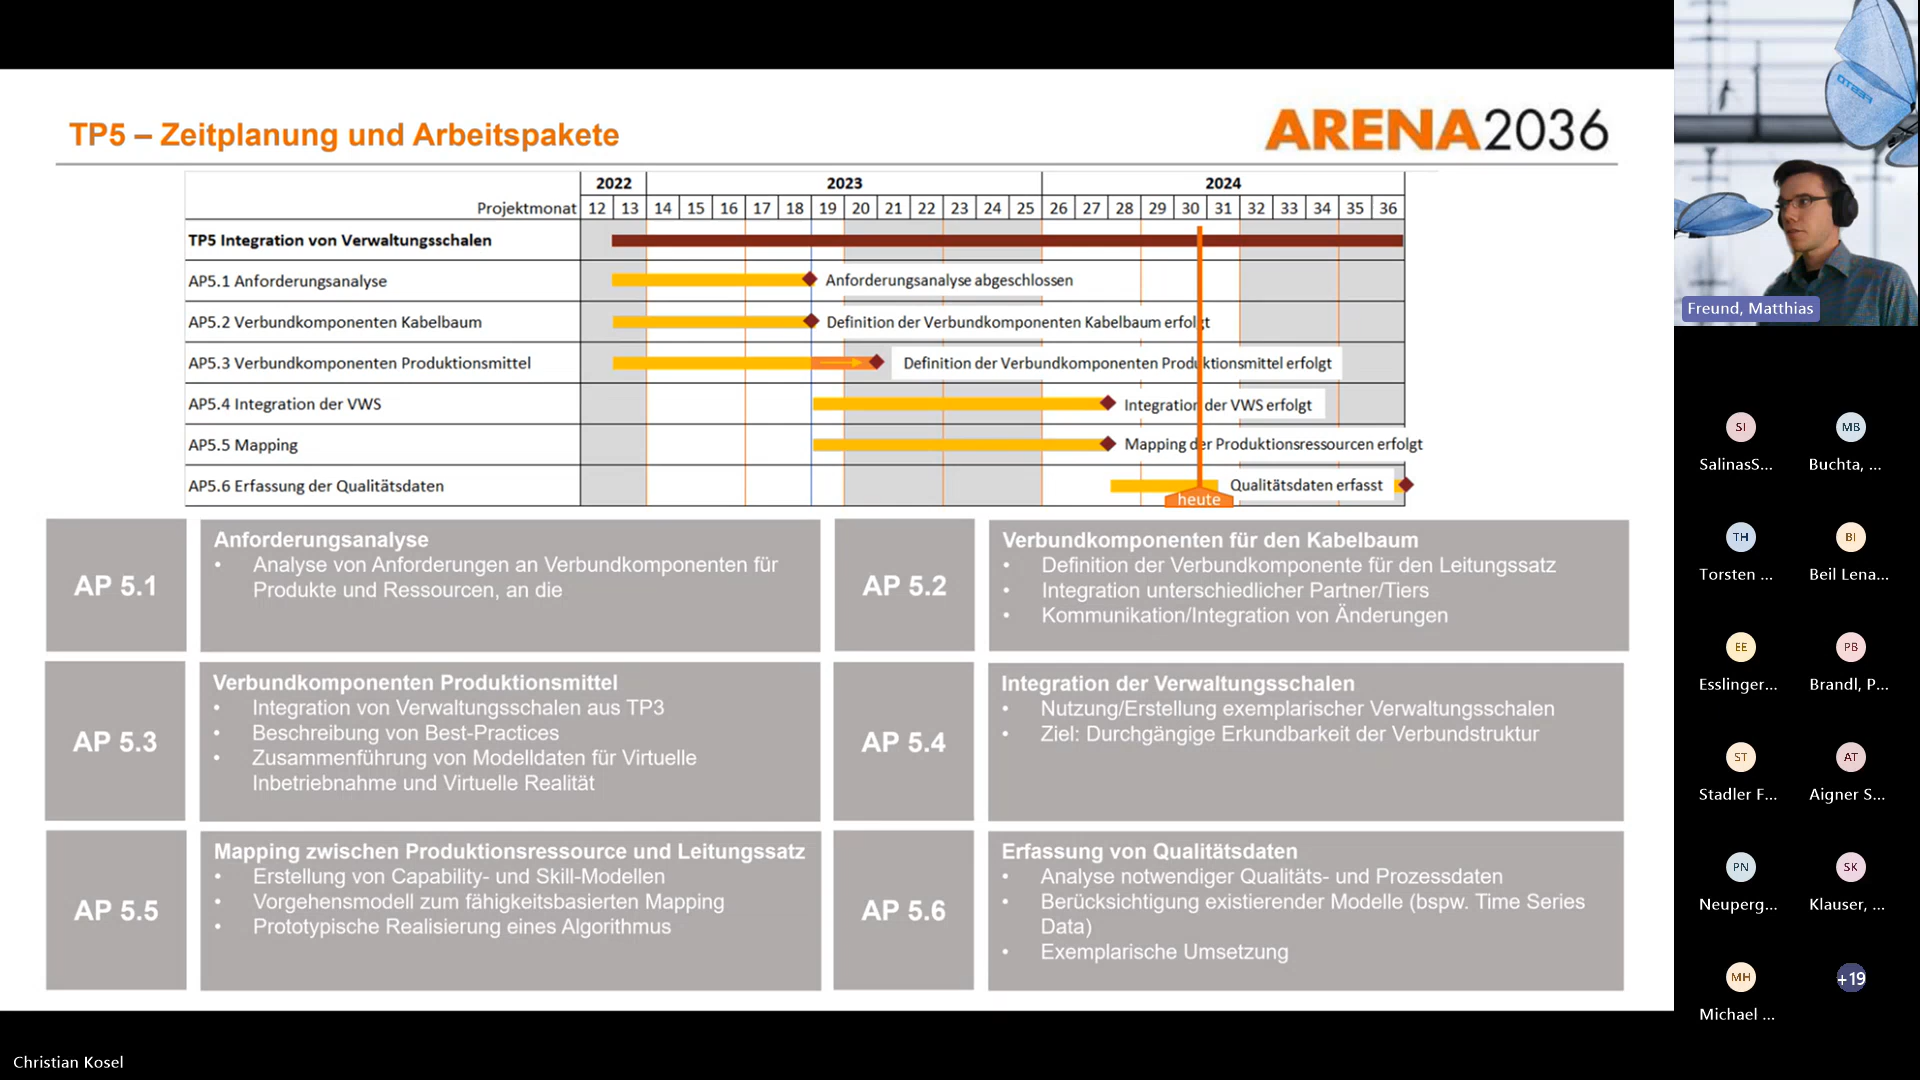 TP5 – Zeitplanung und Arbeitspakete
ARENA2036
2022 2023 2024
Projektmonat 12 13 14 15 16 17 18 19 20 21 22 23 24 25 26 27 28 29 30 31 32 33 34 35 36
TP5 Integration von Verwaltungsschalen
AP5.1 Anforderungsanalyse Anforderungsanalyse abgeschlossen
AP5.2 Verbundkomponenten Kabelbaum Definition der Verbundkomponenten Kabelbaum erfolgt
AP5.3 Verbundkomponenten Produktionsmittel Definition der Verbundkomponenten Produktionsmittel erfolgt
AP5.4 Integration der VWS Integration der VWS erfolgt
AP5.5 Mapping Mapping der Produktionsressourcen erfolgt
AP5.6 Erfassung der Qualitätsdaten Qualitätsdaten erfasst
heute
AP 5.1
Anforderungsanalyse
• Analyse von Anforderungen an Verbundkomponenten für
Produkte und Ressourcen, an die
AP 5.2
Verbundkomponenten für den Kabelbaum
• Definition der Verbundkomponente für den Leitungssatz
• Integration unterschiedlicher Partner/Tiers
• Kommunikation/Integration von Änderungen
AP 5.3
Verbundkomponenten Produktionsmittel
• Integration von Verwaltungsschalen aus TP3
• Beschreibung von Best-Practices
• Zusammenführung von Modelldaten für Virtuelle
Inbetriebnahme und Virtuelle Realität
AP 5.4
Integration der Verwaltungsschalen
• Nutzung/Erstellung exemplarischer Verwaltungsschalen
• Ziel: Durchgängige Erkundbarkeit der Verbundstruktur
AP 5.5
Mapping zwischen Produktionsressource und Leitungssatz
• Erstellung von Capability- und Skill-Modellen
• Vorgehensmodell zum fähigkeitsbasierten Mapping
• Prototypische Realisierung eines Algorithmus
AP 5.6
Erfassung von Qualitätsdaten
• Analyse notwendiger Qualitäts- und Prozessdaten
• Berücksichtigung existierender Modelle (bspw. Time Series
Data)
• Exemplarische Umsetzung
Christian Kosel
FESTO
Freund, Matthias
SI MB
SalinasS... Buchta, ...
TH BI
Torsten ... Beil Lena...
EE PB
Esslinger... Brandl, P...
ST AT
Stadler F... Aigner S...
PN SK
Neuperg... Klauser, ...
MH +19
Michael ...